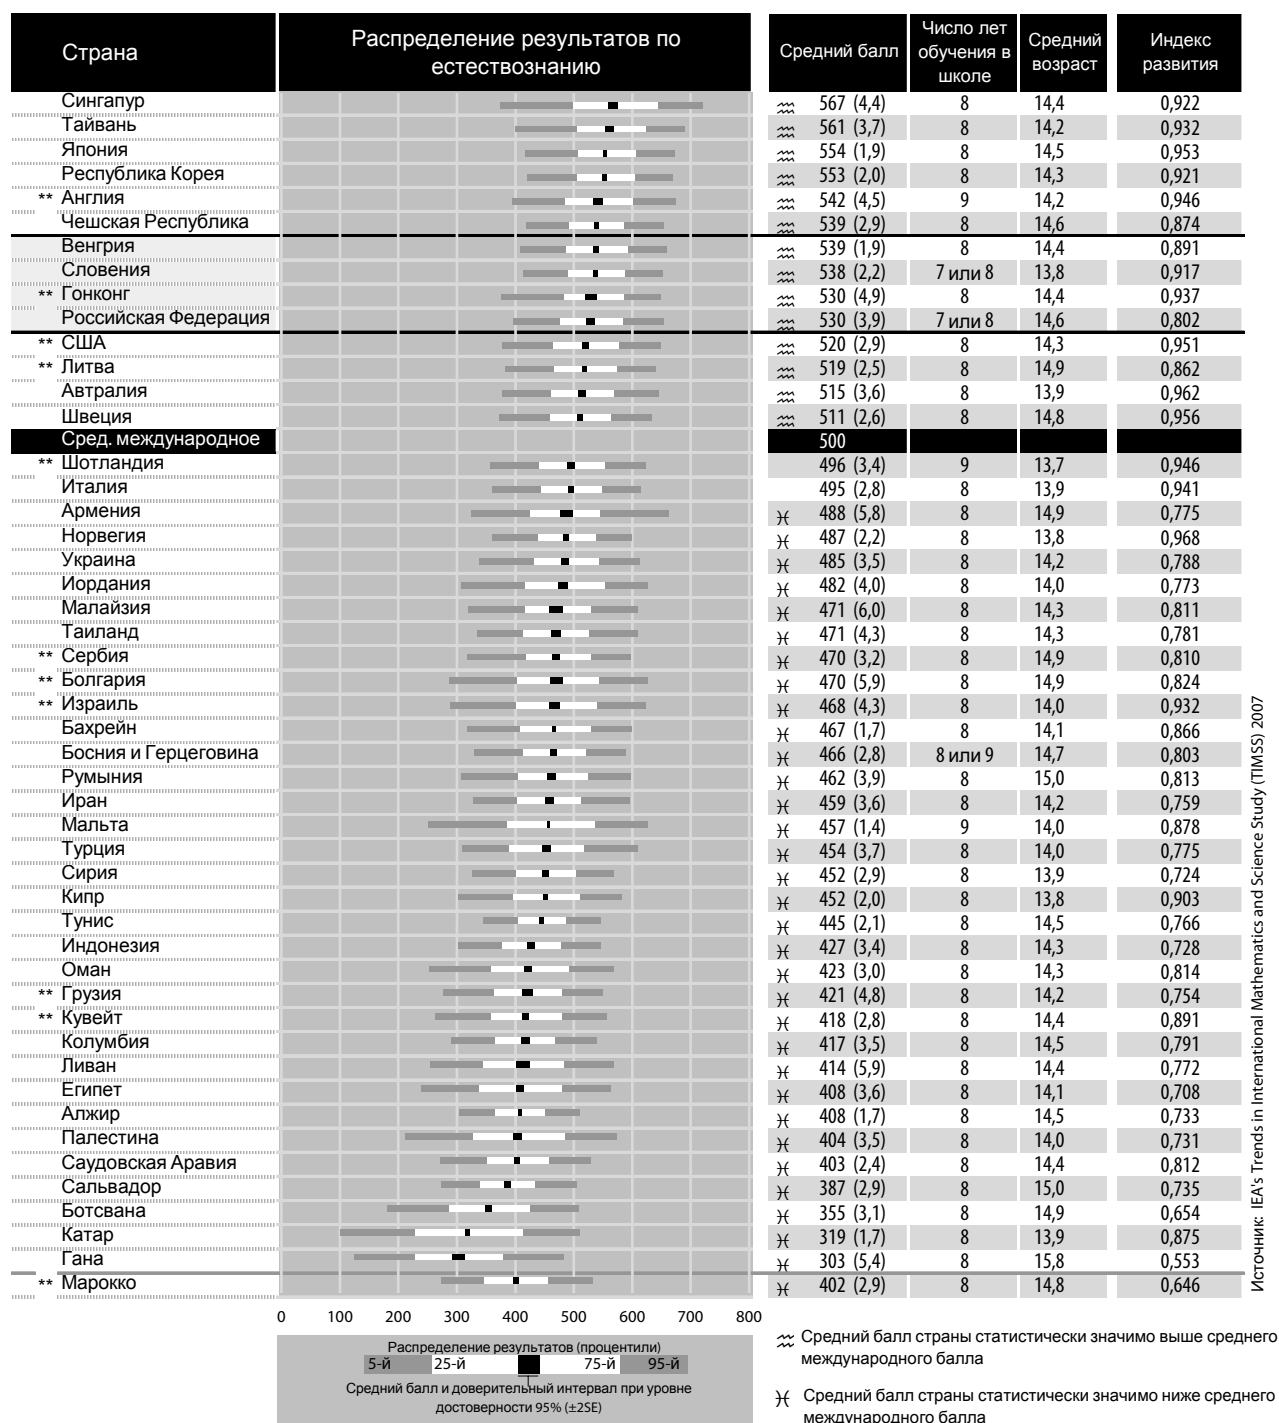 Страна Распределение результатов по естествознанию Средний балл Число лет обучения в школе Средний возраст Индекс развития
Сингапур 567 (4,4) 8 14,4 0,922
Тайвань 561 (3,7) 8 14,2 0,932
Япония 554 (1,9) 8 14,5 0,953
Республика Корея 553 (2,0) 8 14,3 0,921
** Англия 542 (4,5) 9 14,2 0,946
Чешская Республика 539 (2,9) 8 14,6 0,874
Венгрия 539 (1,9) 8 14,4 0,891
Словения 538 (2,2) 7 или 8 13,8 0,917
** Гонконг 530 (4,9) 8 14,4 0,937
Российская Федерация 530 (3,9) 7 или 8 14,6 0,802
** США 520 (2,9) 8 14,3 0,951
** Литва 519 (2,5) 8 14,9 0,862
Автралия 515 (3,6) 8 13,9 0,962
Швеция 511 (2,6) 8 14,8 0,956
Сред. международное 500
** Шотландия 496 (3,4) 9 13,7 0,946
Италия 495 (2,8) 8 13,9 0,941
Армения 488 (5,8) 8 14,9 0,775
Норвегия 487 (2,2) 8 13,8 0,968
Украина 485 (3,5) 8 14,2 0,788
Иордания 482 (4,0) 8 14,0 0,773
Малайзия 471 (6,0) 8 14,3 0,811
Таиланд 471 (4,3) 8 14,3 0,781
** Сербия 470 (3,2) 8 14,9 0,810
** Болгария 470 (5,9) 8 14,9 0,824
** Израиль 468 (4,3) 8 14,0 0,932
Бахрейн 467 (1,7) 8 14,1 0,866
Босния и Герцеговина 466 (2,8) 8 или 9 14,7 0,803
Румыния 462 (3,9) 8 15,0 0,813
Иран 459 (3,6) 8 14,2 0,759
Мальта 457 (1,4) 9 14,0 0,878
Турция 454 (3,7) 8 14,0 0,775
Сирия 452 (2,9) 8 13,9 0,724
Кипр 452 (2,0) 8 13,8 0,903
Тунис 445 (2,1) 8 14,5 0,766
Индонезия 427 (3,4) 8 14,3 0,728
Оман 423 (3,0) 8 14,3 0,814
** Грузия 421 (4,8) 8 14,2 0,754
** Кувейт 418 (2,8) 8 14,4 0,891
Колумбия 417 (3,5) 8 14,5 0,791
Ливан 414 (5,9) 8 14,4 0,772
Египет 408 (3,6) 8 14,1 0,708
Алжир 408 (1,7) 8 14,5 0,733
Палестина 404 (3,5) 8 14,0 0,731
Саудовская Аравия 403 (2,4) 8 14,4 0,812
Сальвадор 387 (2,9) 8 15,0 0,735
Ботсвана 355 (3,1) 8 14,9 0,654
Катар 319 (1,7) 8 13,9 0,875
Гана 303 (5,4) 8 15,8 0,553
** Марокко 402 (2,9) 8 14,8 0,646
0 100 200 300 400 500 600 700 800
Распределение результатов (процентили)
5-й 25-й 75-й 95-й
Средний балл и доверительный интервал при уровне
достоверности 95% (±2SE)
Средний балл страны статистически значимо выше среднего
международного балла
Средний балл страны статистически значимо ниже среднего
международного балла
Источник: IEA's Trends in International Mathematics and Science Study (TIMSS) 2007